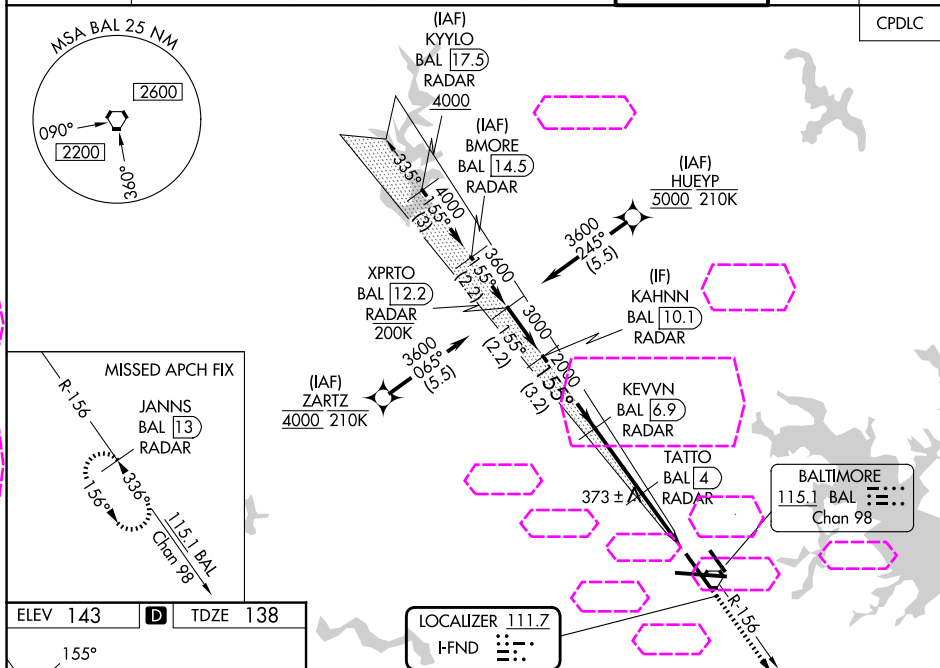 CPDLC
MSA BAL 25 NM
2600
090°
2200
360°
(IAF)
KYYLO
BAL 17.5
RADAR
4000
(IAF)
BMORE
BAL 14.5
RADAR
(IAF)
HUEYP
5000 210K
335°
4000
155°
(3)
3600
245°
(5.5)
3600
155°
(2.2)
XPRTO
BAL 12.2
RADAR
200K
(IF)
KAHNN
BAL 10.1
RADAR
3000
155°
(2.2)
3600
065°
(5.5)
2000
155°
(3.2)
(IAF)
ZARTZ
4000 210K
KEVVN
BAL 6.9
RADAR
TATTO
BAL 4
RADAR
373 ±
BALTIMORE
115.1 BAL
Chan 98
R-156
MISSED APCH FIX
R-156
JANNS
BAL 13
RADAR
336°
156°
115.1 BAL
Chan 98
LOCALIZER 111.7
I-FND
ELEV 143
D
TDZE 138
155°